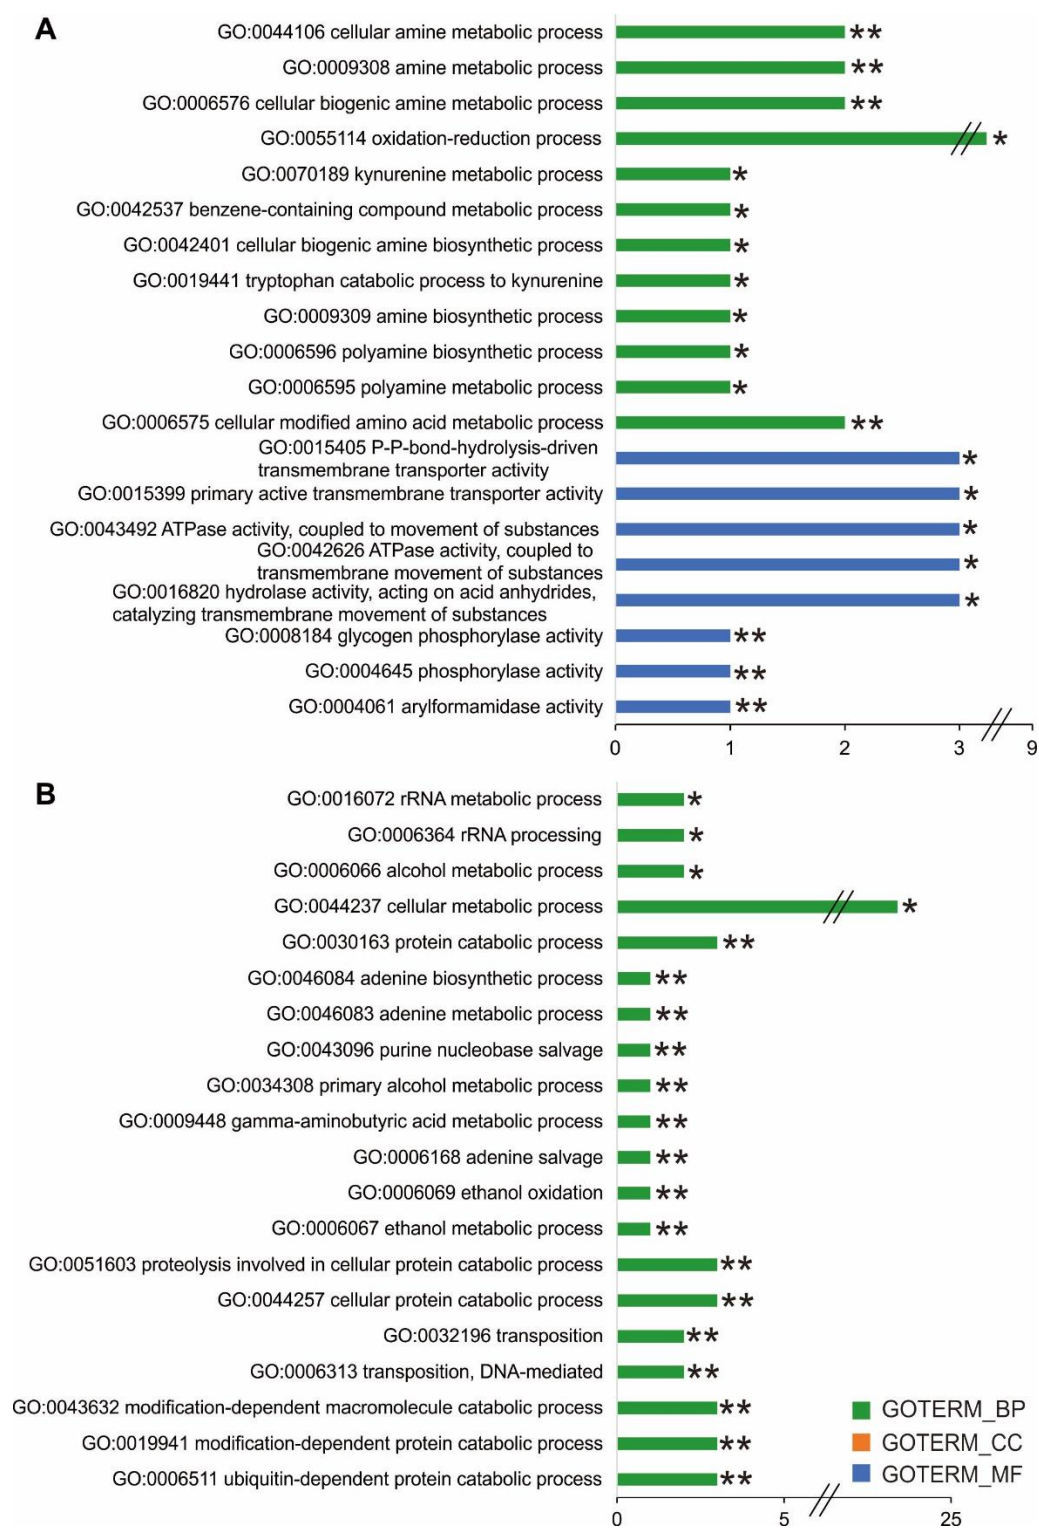 A
GO:0044106 cellular amine metabolic process **
GO:0009308 amine metabolic process **
GO:0006576 cellular biogenic amine metabolic process **
GO:0055114 oxidation-reduction process *
GO:0070189 kynurenine metabolic process *
GO:0042537 benzene-containing compound metabolic process *
GO:0042401 cellular biogenic amine biosynthetic process *
GO:0019441 tryptophan catabolic process to kynurenine *
GO:0009309 amine biosynthetic process *
GO:0006596 polyamine biosynthetic process *
GO:0006595 polyamine metabolic process *
GO:0006575 cellular modified amino acid metabolic process **
GO:0015405 P-P-bond-hydrolysis-driven
transmembrane transporter activity *
GO:0015399 primary active transmembrane transporter activity *
GO:0043492 ATPase activity, coupled to movement of substances *
GO:0042626 ATPase activity, coupled to
transmembrane movement of substances *
GO:0016820 hydrolase activity, acting on acid anhydrides,
catalyzing transmembrane movement of substances *
GO:0008184 glycogen phosphorylase activity **
GO:0004645 phosphorylase activity **
GO:0004061 arylformamidase activity **
0 1 2 3 9
B
GO:0016072 rRNA metabolic process *
GO:0006364 rRNA processing *
GO:0006066 alcohol metabolic process *
GO:0044237 cellular metabolic process *
GO:0030163 protein catabolic process **
GO:0046084 adenine biosynthetic process **
GO:0046083 adenine metabolic process **
GO:0043096 purine nucleobase salvage **
GO:0034308 primary alcohol metabolic process **
GO:0009448 gamma-aminobutyric acid metabolic process **
GO:0006168 adenine salvage **
GO:0006069 ethanol oxidation **
GO:0006067 ethanol metabolic process **
GO:0051603 proteolysis involved in cellular protein catabolic process **
GO:0044257 cellular protein catabolic process **
GO:0032196 transposition **
GO:0006313 transposition, DNA-mediated **
GO:0043632 modification-dependent macromolecule catabolic process **
GO:0019941 modification-dependent protein catabolic process **
GO:0006511 ubiquitin-dependent protein catabolic process **
GOTERM_BP
GOTERM_CC
GOTERM_MF
0 5 25